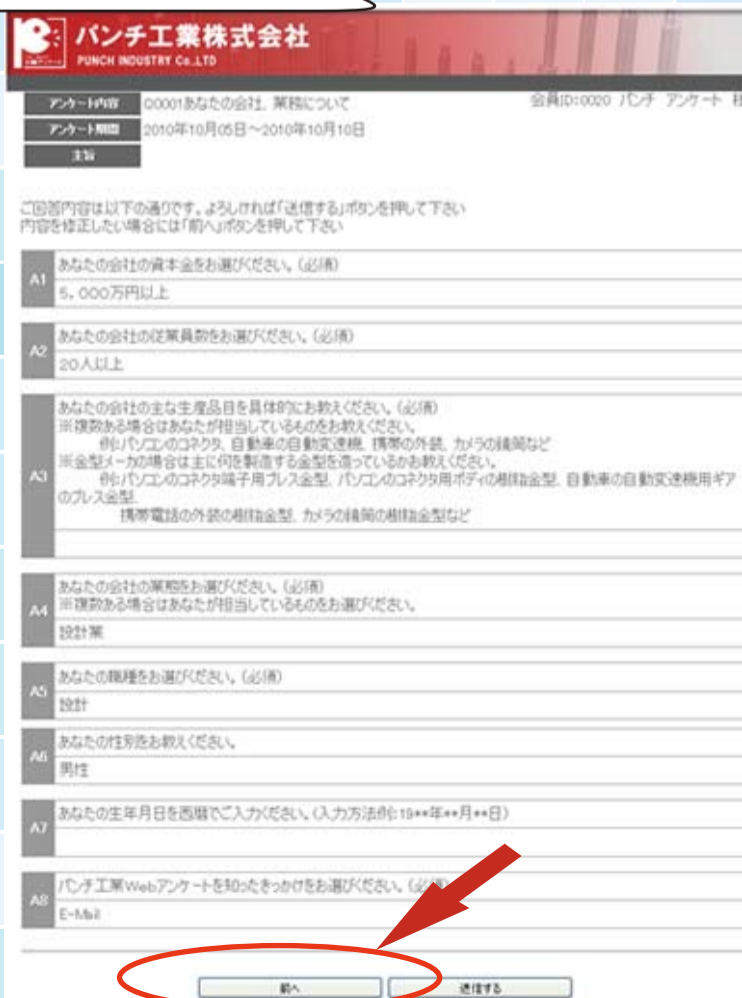 パンチ工業株式会社
PUNCH INDUSTRY Co.,LTD
アンケート内容 00001あなたの会社、業務について
会員ID:0020 パンチ アンケート 様
アンケート期間 2010年10月05日～2010年10月10日
主旨
ご回答内容は以下の通りです。よろしければ「送信する」ボタンを押して下さい
内容を修正したい場合には「前へ」ボタンを押して下さい
A1
あなたの会社の資本金をお選びください。(必須)
5,000万円以上
A2
あなたの会社の従業員数をお選びください。(必須)
20人以上
A3
あなたの会社の主な生産品目を具体的にお教えください。(必須)
※複数ある場合はあなたが担当しているものをお教えください。
例:パソコンのコネクタ、自動車の自動変速機、携帯の外装、カメラの鏡筒など
※金型メーカの場合は主に何を製造する金型を造っているかお教えください。
例:パソコンのコネクタ端子用プレス金型、パソコンのコネクタ用ボディの樹脂金型、自動車の自動変速機用ギア
のプレス金型、
携帯電話の外装の樹脂金型、カメラの鏡筒の樹脂金型など
A4
あなたの会社の業態をお選びください。(必須)
※複数ある場合はあなたが担当しているものをお選びください。
設計業
A5
あなたの職種をお選びください。(必須)
設計
A6
あなたの性別をお教えください。
男性
A7
あなたの生年月日を西暦でご入力ください。(入力方法例:19**年**月**日)
A8
パンチ工業Webアンケートを知ったきっかけをお選びください。(必須)
E-Mail
前へ
送信する